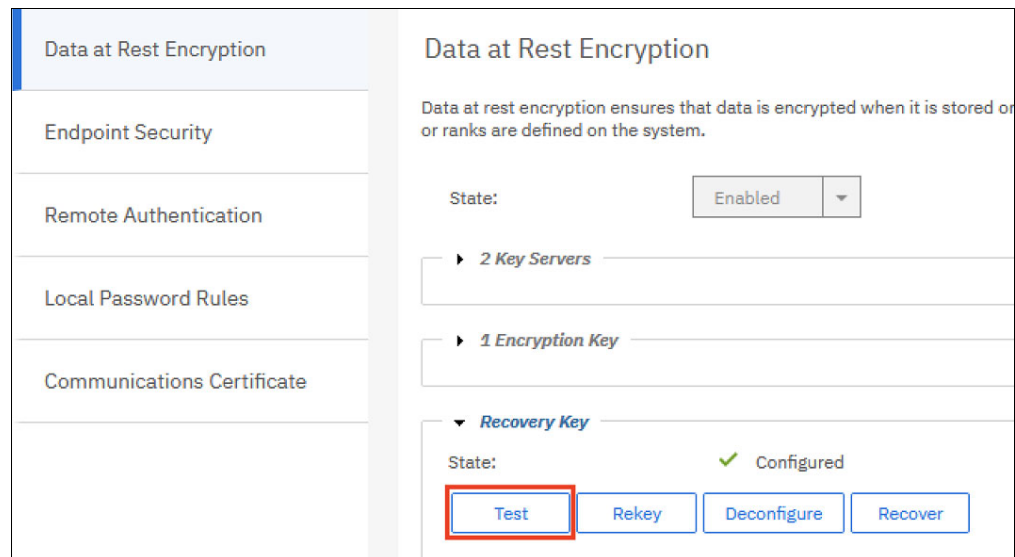 Data at Rest Encryption
Endpoint Security
Remote Authentication
Local Password Rules
Communications Certificate
Data at Rest Encryption
Data at rest encryption ensures that data is encrypted when it is stored or
or ranks are defined on the system.
State: Enabled
2 Key Servers
1 Encryption Key
Recovery Key
State: Configured
Test Rekey Deconfigure Recover